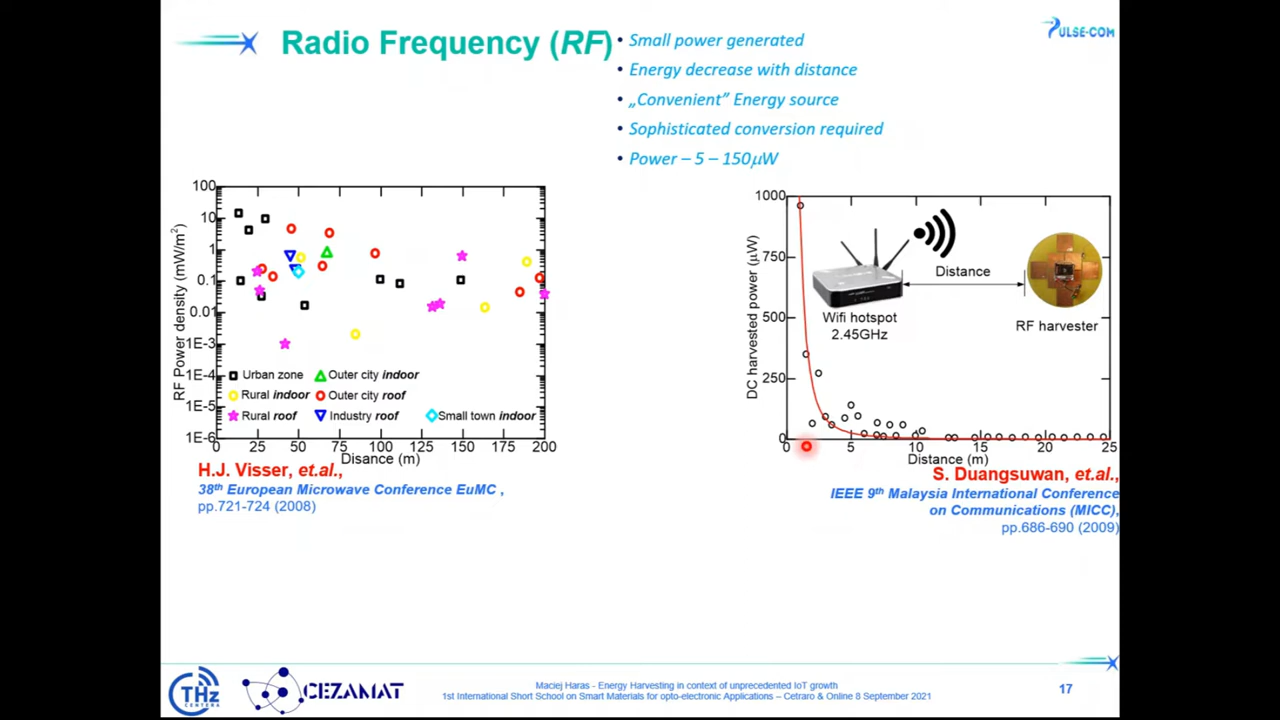 Radio Frequency (RF)
• Small power generated
• Energy decrease with distance
• „Convenient” Energy source
• Sophisticated conversion required
• Power – 5 – 150µW
PULSE-COM
RF Power density (mW/m²)
100
10
1
0.1
0.01
1E-3
1E-4
1E-5
1E-6
Urban zone
Outer city indoor
Rural indoor
Outer city roof
Rural roof
Industry roof
Small town indoor
0 25 50 75 100 125 150 175 200
Disance (m)
H.J. Visser, et.al.,
38th European Microwave Conference EuMC ,
pp.721-724 (2008)
DC harvested power (µW)
1000
750
500
250
0
Distance
Wifi hotspot
2.45GHz
RF harvester
0 5 10 15 20 25
Distance (m)
S. Duangsuwan, et.al.,
IEEE 9th Malaysia International Conference
on Communications (MICC),
pp.686-690 (2009)
THz
CENTERA
CEZAMAT
Maciej Haras - Energy Harvesting in context of unprecedented IoT growth
1st International Short School on Smart Materials for opto-electronic Applications – Cetraro & Online 8 September 2021
17